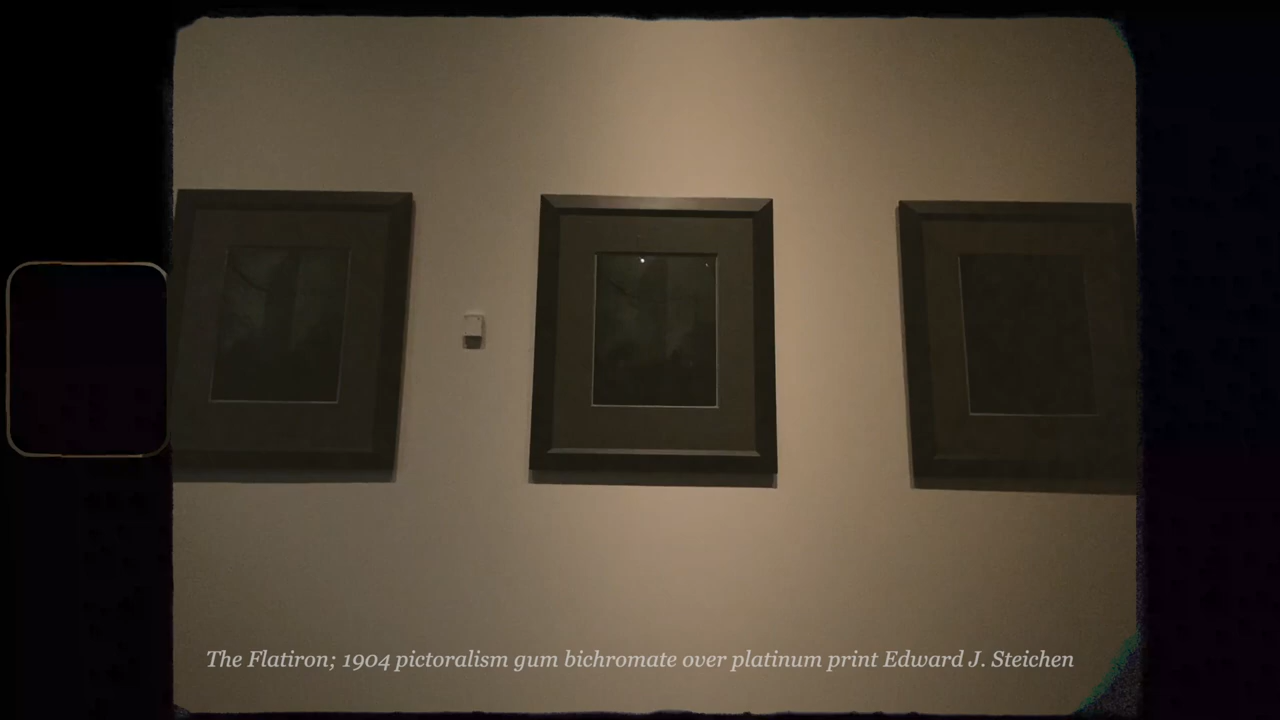 The Flatiron; 1904 pictoralism gum bichromate over platinum print Edward J. Steichen